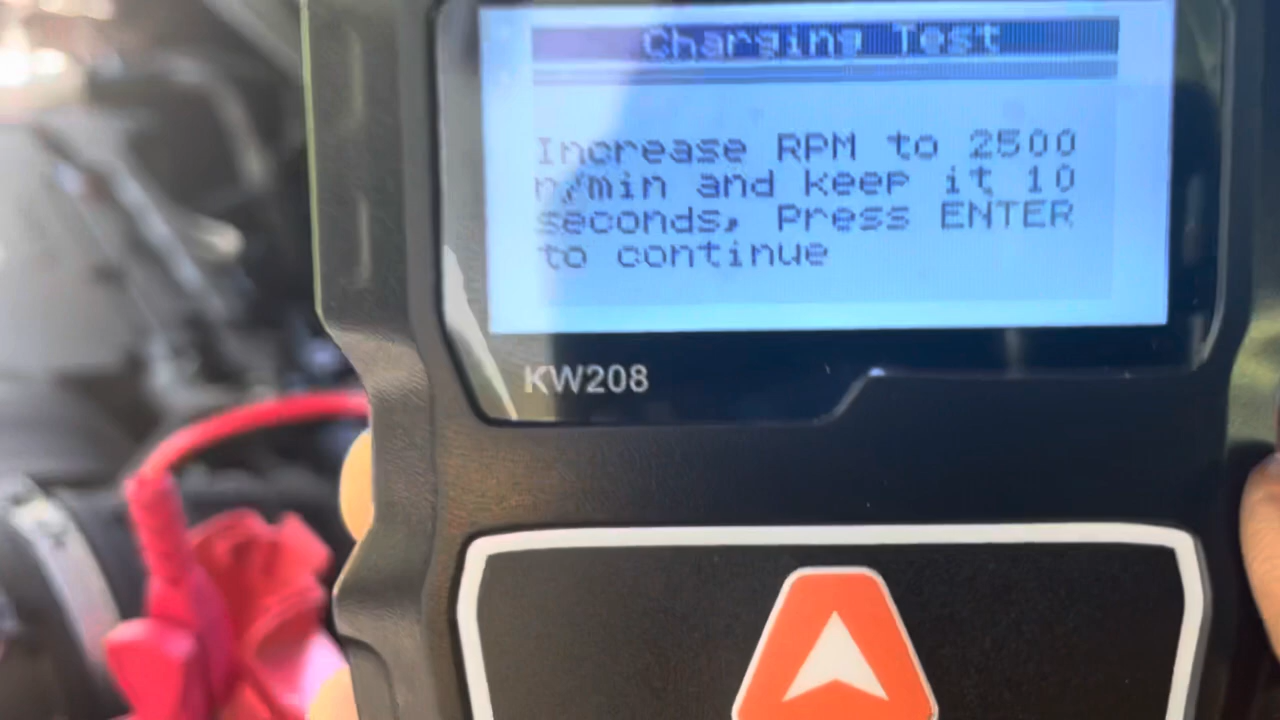 Charging Test
Increase RPM to 2500
n/min and keep it 10
seconds, Press ENTER
to continue
KW208